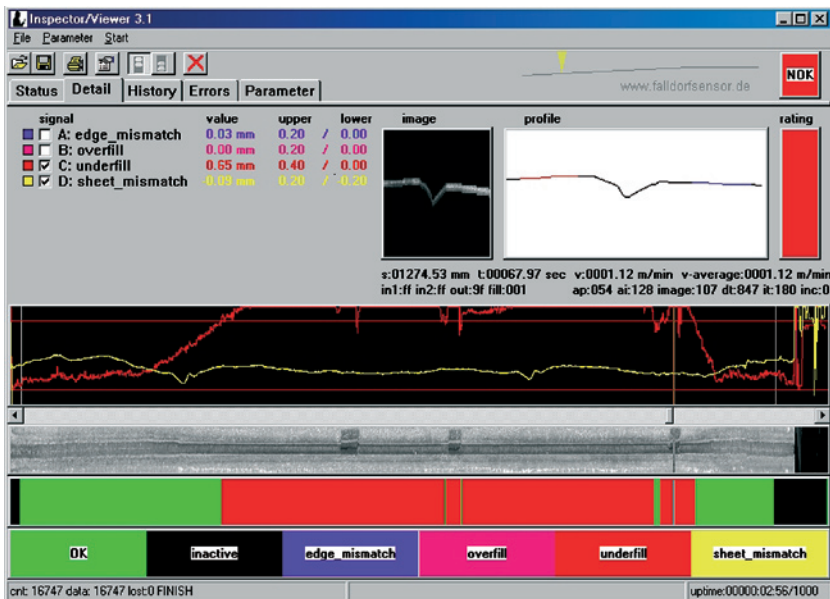 Inspector/Viewer 3.1
File Parameter Start
www.falldorfsensor.de
NOK
Status Detail History Errors Parameter
signal value upper lower image profile rating
A: edge_mismatch 0.03 mm 0.20 / 0.00
B: overfill 0.00 mm 0.20 / 0.00
C: underfill 0.65 mm 0.40 / 0.00
D: sheet_mismatch -0.09 mm 0.20 / -0.20
s:01274.53 mm t:00067.97 sec v:0001.12 m/min v-average:0001.12 m/min
in1:ff in2:ff out:9f fill:001 ap:054 ai:128 image:107 dt:847 it:180 inc:0
OK inactive edge_mismatch overfill underfill sheet_mismatch
cnt: 16747 data: 16747 lost:0 FINISH uptime:00000:02:56/1000